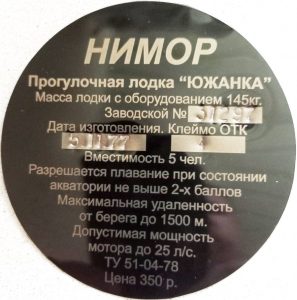 НИМОР
Прогулочная лодка "ЮЖАНКА"
Масса лодки с оборудованием 145кг.
Заводской №
Дата изготовления. Клеймо ОТК
Вместимость 5 чел.
Разрешается плавание при состоянии
акватории не выше 2-х баллов
Максимальная удаленность
от берега до 1500 м.
Допустимая мощность
мотора до 25 л/с.
ТУ 51-04-78
Цена 350 р.